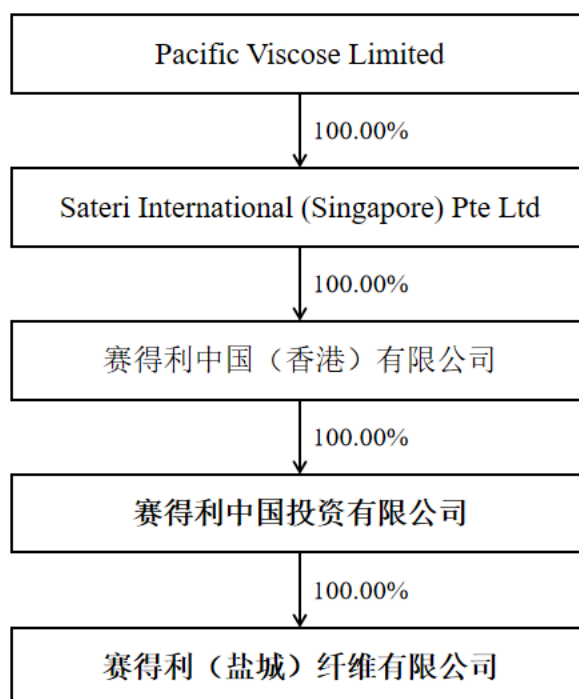 Pacific Viscose Limited
100.00%
Sateri International (Singapore) Pte Ltd
100.00%
赛得利中国（香港）有限公司
100.00%
赛得利中国投资有限公司
100.00%
赛得利（盐城）纤维有限公司